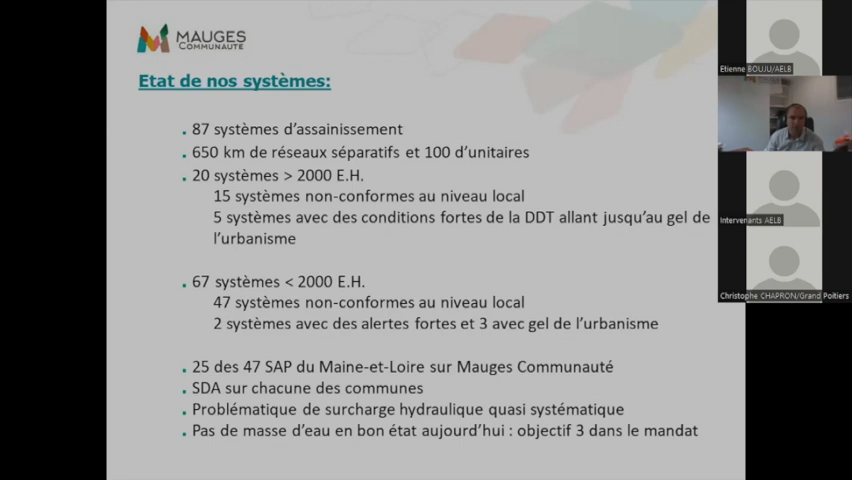 MAUGES
COMMUNAUTÉ
Etat de nos systèmes:
. 87 systèmes d'assainissement
. 650 km de réseaux séparatifs et 100 d'unitaires
. 20 systèmes > 2000 E.H.
15 systèmes non-conformes au niveau local
5 systèmes avec des conditions fortes de la DDT allant jusqu'au gel de
l'urbanisme
. 67 systèmes < 2000 E.H.
47 systèmes non-conformes au niveau local
2 systèmes avec des alertes fortes et 3 avec gel de l'urbanisme
. 25 des 47 SAP du Maine-et-Loire sur Mauges Communauté
. SDA sur chacune des communes
. Problématique de surcharge hydraulique quasi systématique
. Pas de masse d'eau en bon état aujourd'hui : objectif 3 dans le mandat
Etienne BOUJU/AELB
Intervenants AELB
Christophe CHAPRON/Grand Poitiers